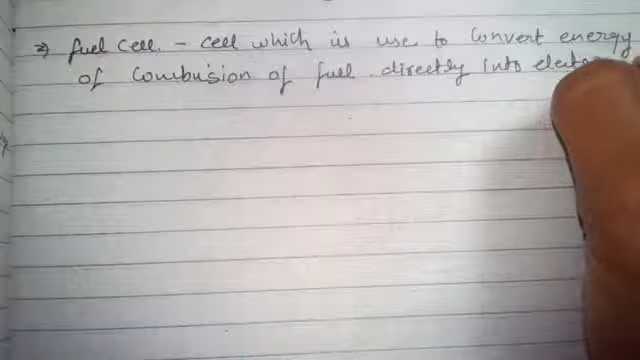 ⇒ fuel cell. - cell which is use to convert energy
of combusion of fuel directly into